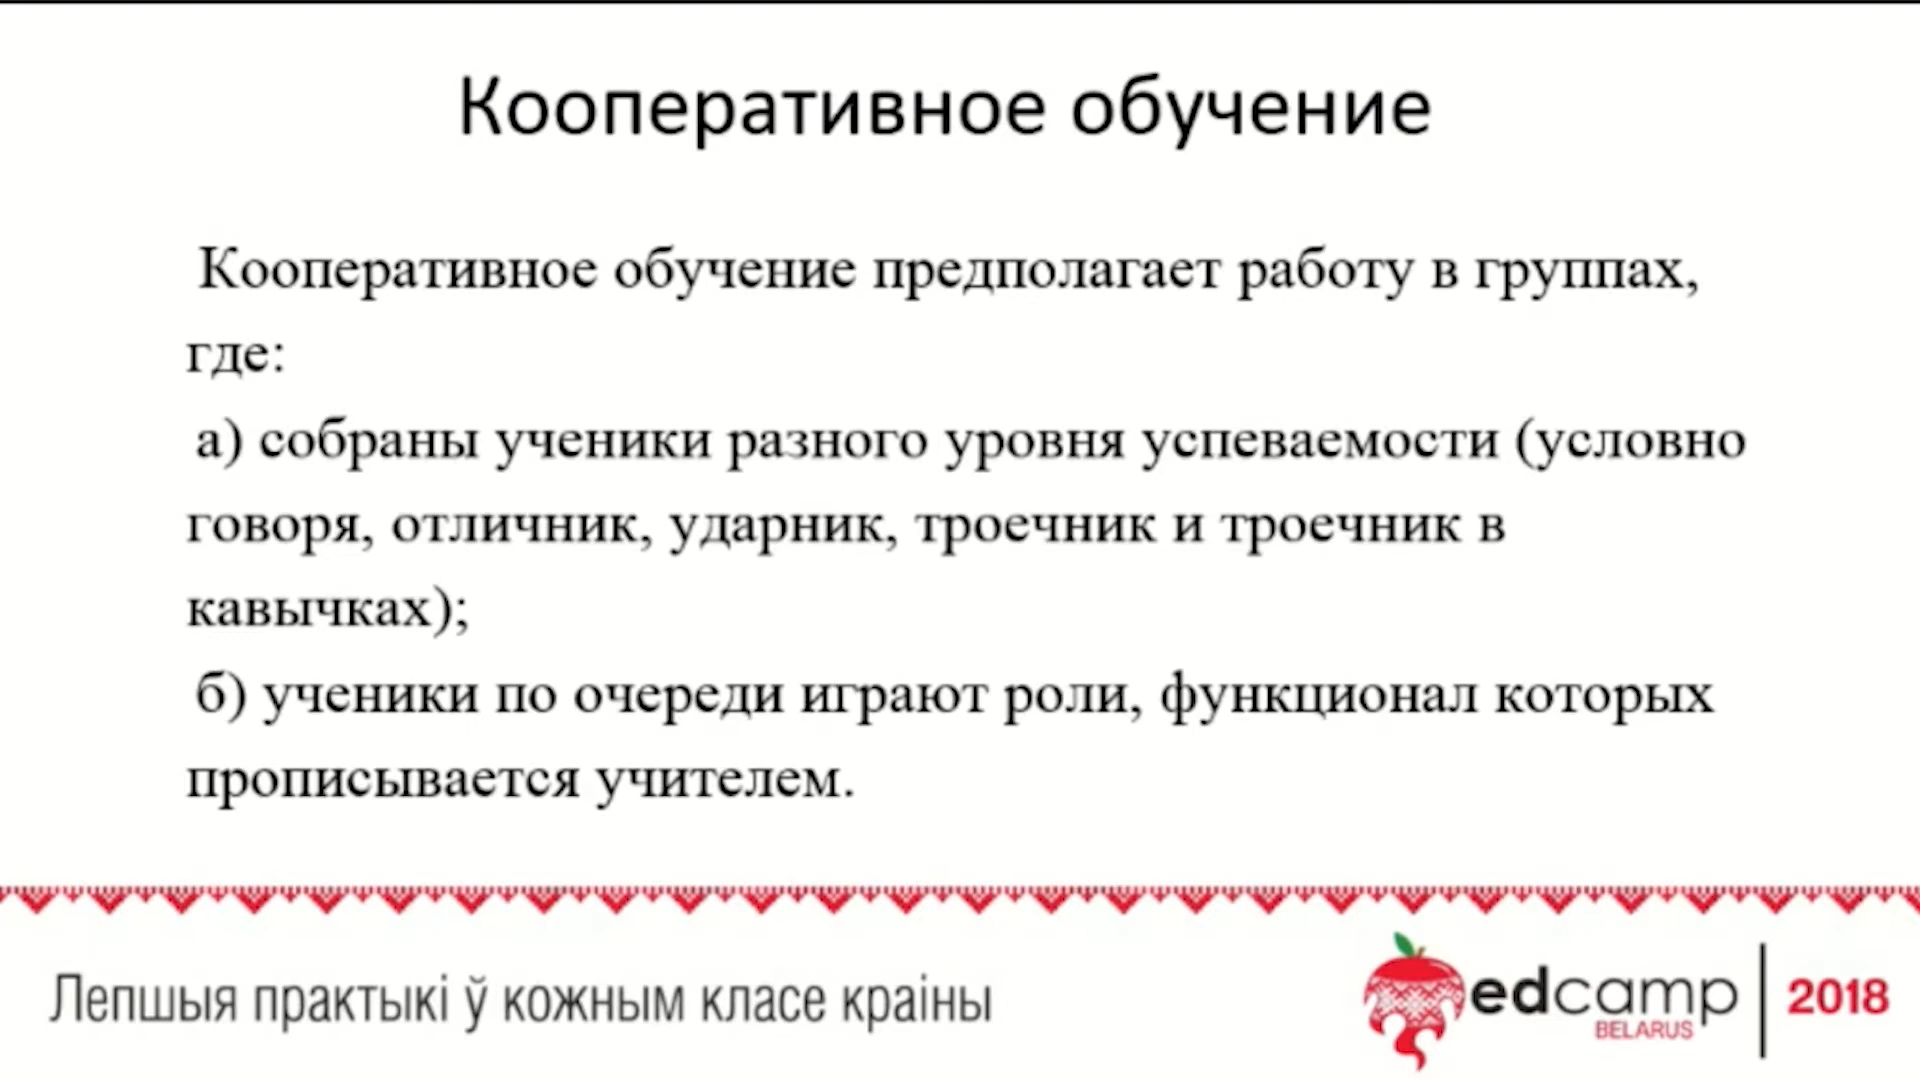 Кооперативное обучение
Кооперативное обучение предполагает работу в группах,
где:
а) собраны ученики разного уровня успеваемости (условно
говоря, отличник, ударник, троечник и троечник в
кавычках);
б) ученики по очереди играют роли, функционал которых
прописывается учителем.
Лепшыя практыкі ў кожным класе краіны
edcamp
BELARUS
2018